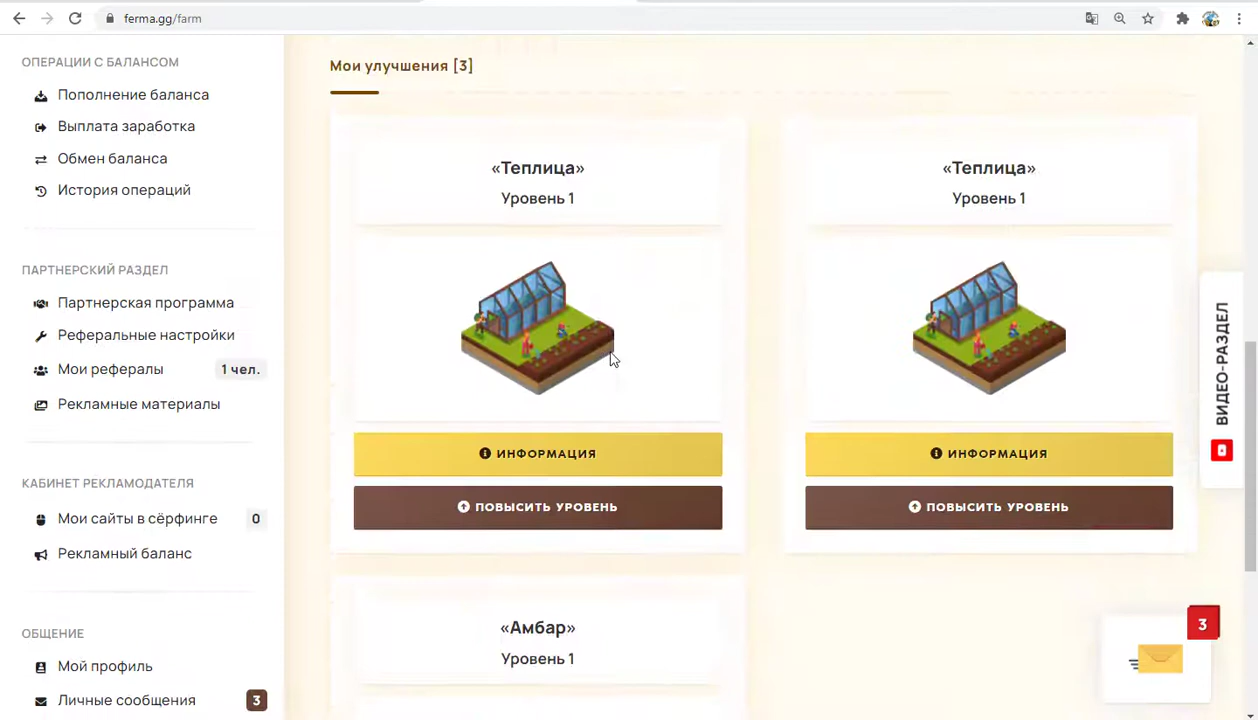 ferma.gg/farm
ОПЕРАЦИИ С БАЛАНСОМ
Пополнение баланса
Выплата заработка
Обмен баланса
История операций
ПАРТНЕРСКИЙ РАЗДЕЛ
Партнерская программа
Реферальные настройки
Мои рефералы 1 чел.
Рекламные материалы
КАБИНЕТ РЕКЛАМОДАТЕЛЯ
Мои сайты в сёрфинге 0
Рекламный баланс
ОБЩЕНИЕ
Мой профиль
Личные сообщения 3
Мои улучшения [3]
«Теплица»
Уровень 1
ИНФОРМАЦИЯ
ПОВЫСИТЬ УРОВЕНЬ
«Теплица»
Уровень 1
ИНФОРМАЦИЯ
ПОВЫСИТЬ УРОВЕНЬ
«Амбар»
Уровень 1
ВИДЕО-РАЗДЕЛ
3